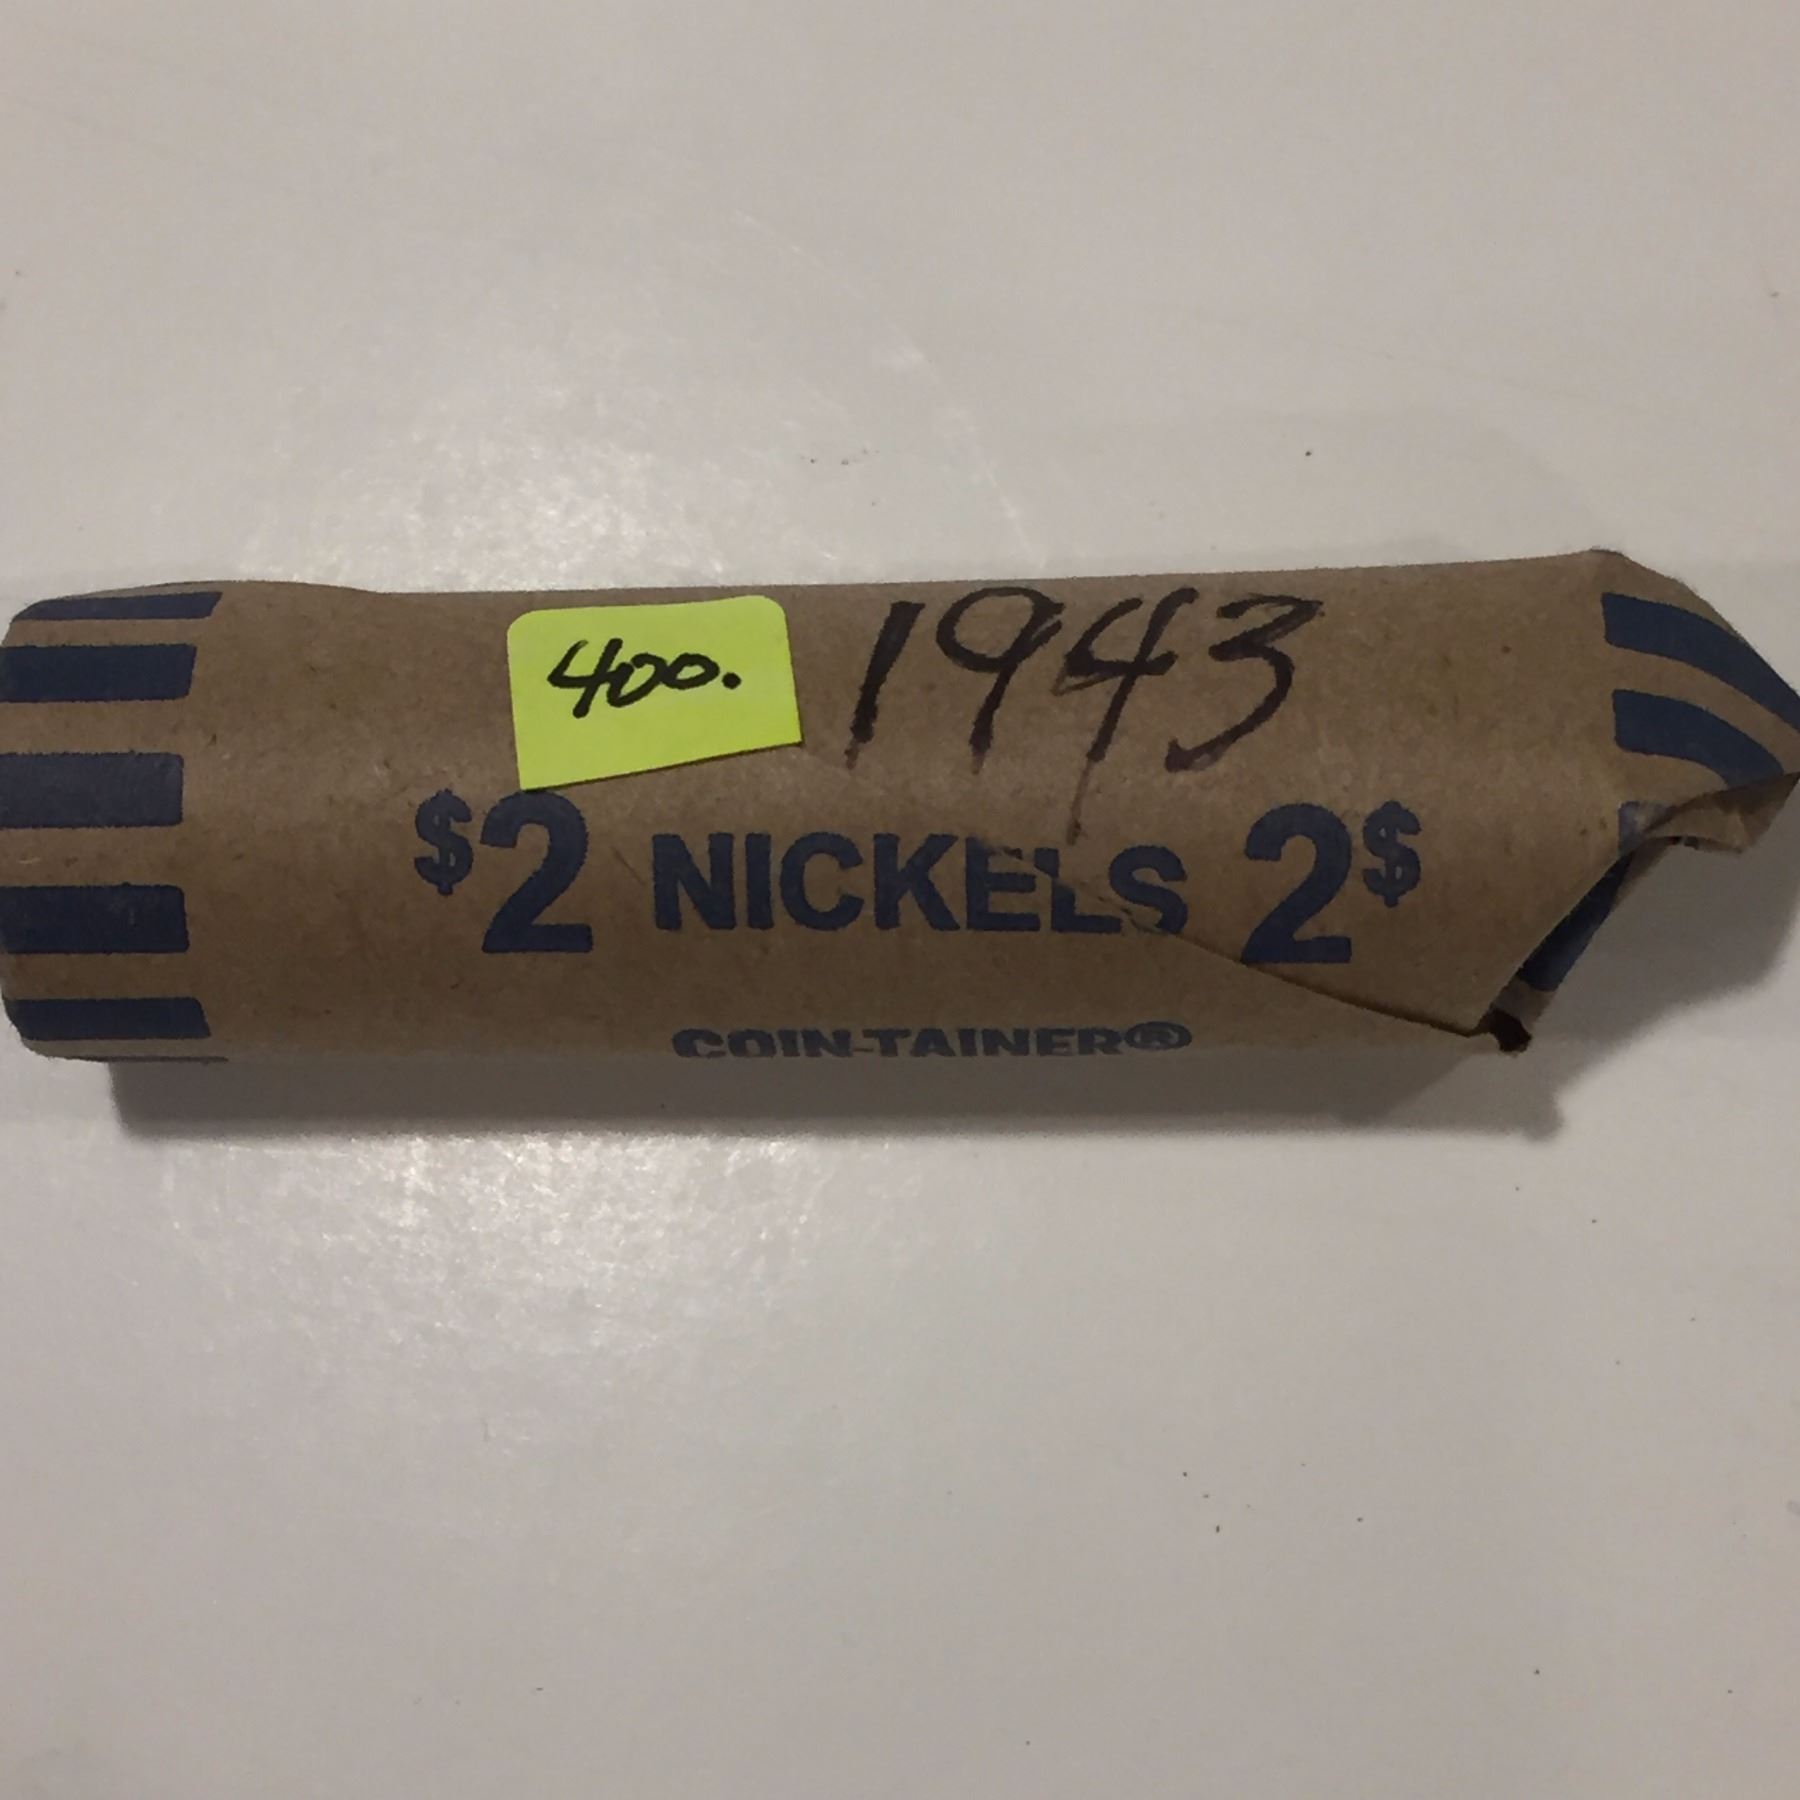 400. 1943
$2 NICKELS 2$
COIN-TAINER®